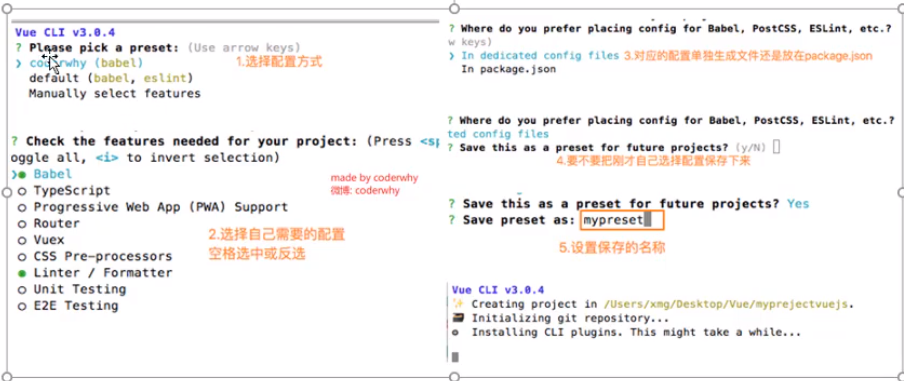 Vue CLI v3.0.4
? Please pick a preset: (Use arrow keys)
❯ coderwhy (babel)
1.选择配置方式
default (babel, eslint)
Manually select features
? Check the features needed for your project: (Press <sp
oggle all, <i> to invert selection)
❯◉ Babel
○ TypeScript
○ Progressive Web App (PWA) Support
○ Router
○ Vuex
○ CSS Pre-processors
◉ Linter / Formatter
○ Unit Testing
○ E2E Testing
made by coderwhy
微博: coderwhy
2.选择自己需要的配置
空格选中或反选
? Where do you prefer placing config for Babel, PostCSS, ESLint, etc.?
w keys)
❯ In dedicated config files
3.对应的配置单独生成文件还是放在package.json
In package.json
? Where do you prefer placing config for Babel, PostCSS, ESLint, etc.?
ted config files
? Save this as a preset for future projects? (y/N)
4.要不要把刚才自己选择配置保存下来
? Save this as a preset for future projects? Yes
? Save preset as: mypreset
5.设置保存的名称
Vue CLI v3.0.4
✨ Creating project in /Users/xmg/Desktop/Vue/myprejectvuejs.
Initializing git repository...
Installing CLI plugins. This might take a while...